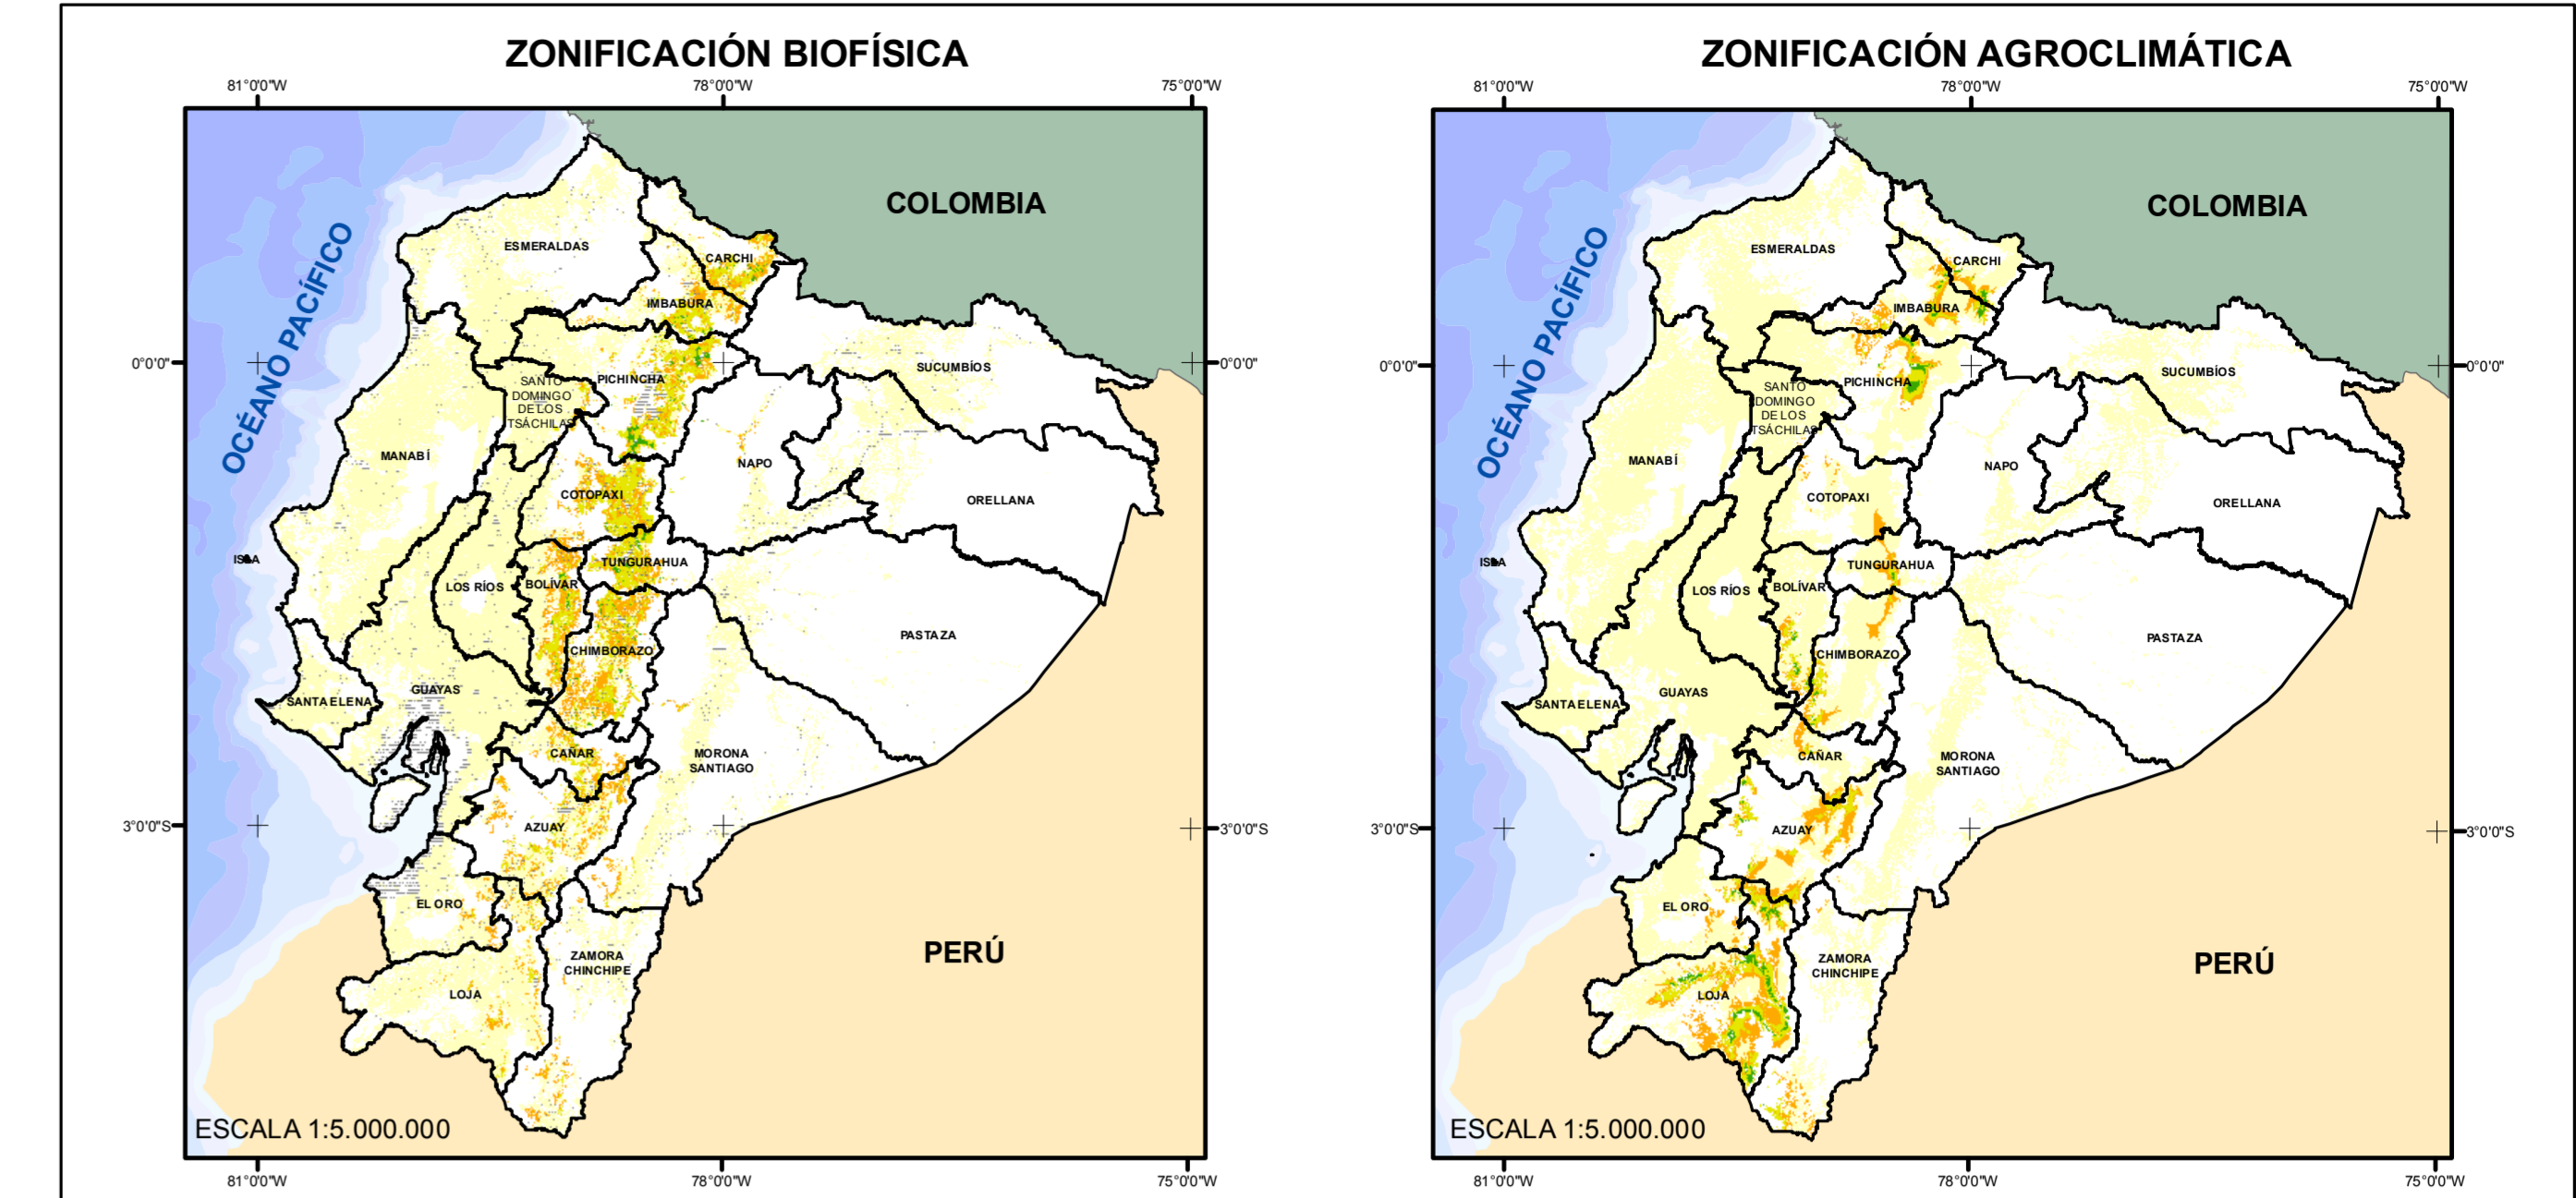 ZONIFICACIÓN BIOFÍSICA
81°0'0"W
78°0'0"W
75°0'0"W
COLOMBIA
OCÉANO PACÍFICO
ESMERALDAS
CARCHI
IMBABURA
0°0'0"
0°0'0"
SUCUMBÍOS
PICHINCHA
SANTO
DOMINGO
DE LOS
TSÁCHILAS
MANABÍ
NAPO
COTOPAXI
ORELLANA
ISLA
TUNGURAHUA
LOS RÍOS
BOLÍVAR
PASTAZA
CHIMBORAZO
GUAYAS
SANTA ELENA
CAÑAR
MORONA
SANTIAGO
3°0'0"S
AZUAY
3°0'0"S
EL ORO
PERÚ
ZAMORA
CHINCHIPE
LOJA
ESCALA 1:5.000.000
81°0'0"W
78°0'0"W
75°0'0"W
ZONIFICACIÓN AGROCLIMÁTICA
81°0'0"W
78°0'0"W
75°0'0"W
COLOMBIA
OCÉANO PACÍFICO
ESMERALDAS
CARCHI
IMBABURA
0°0'0"
0°0'0"
SUCUMBÍOS
PICHINCHA
SANTO
DOMINGO
DE LOS
TSÁCHILAS
MANABÍ
NAPO
COTOPAXI
ORELLANA
ISLA
TUNGURAHUA
LOS RÍOS
BOLÍVAR
PASTAZA
CHIMBORAZO
GUAYAS
SANTA ELENA
CAÑAR
MORONA
SANTIAGO
3°0'0"S
AZUAY
3°0'0"S
EL ORO
PERÚ
ZAMORA
CHINCHIPE
LOJA
ESCALA 1:5.000.000
81°0'0"W
78°0'0"W
75°0'0"W